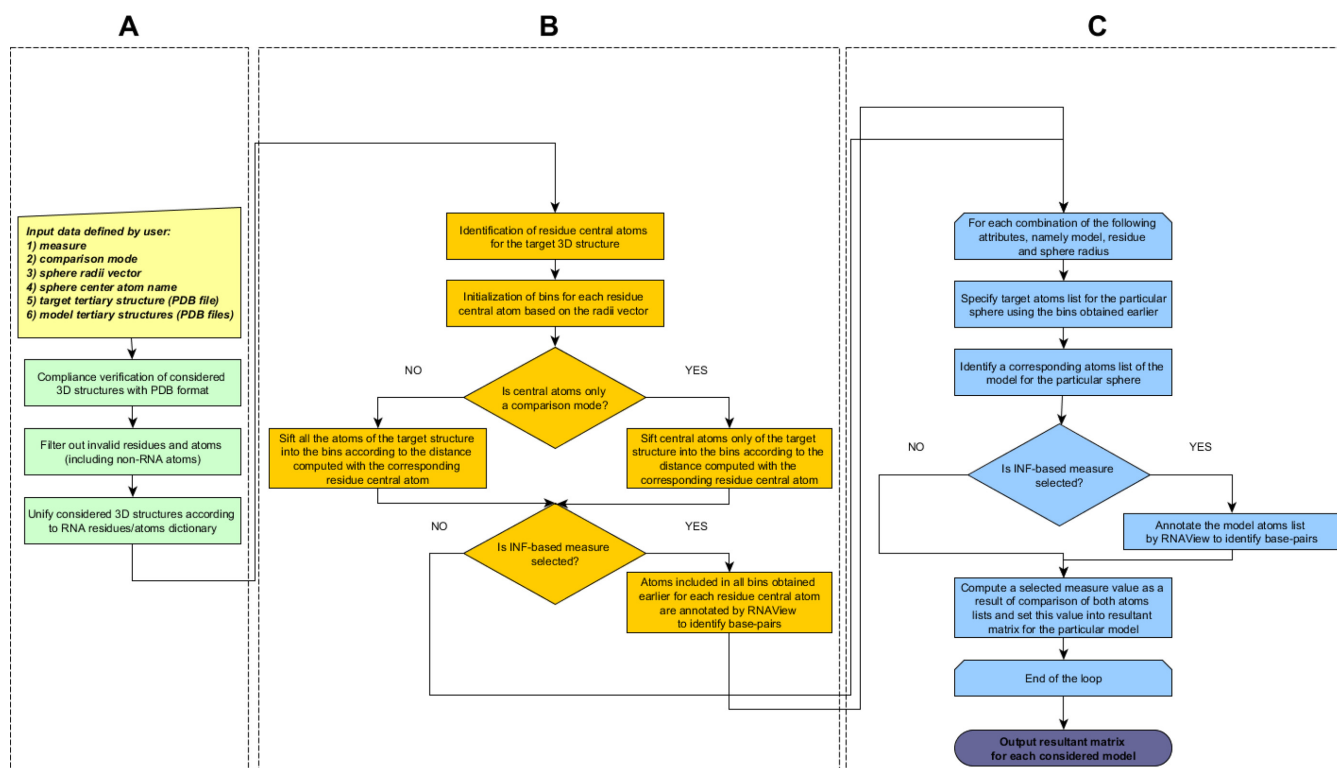 A
B
C
Input data defined by user:
1) measure
2) comparison mode
3) sphere radii vector
4) sphere center atom name
5) target tertiary structure (PDB file)
6) model tertiary structures (PDB files)
Compliance verification of considered
3D structures with PDB format
Filter out invalid residues and atoms
(including non-RNA atoms)
Unify considered 3D structures according
to RNA residues/atoms dictionary
Identification of residue central atoms
for the target 3D structure
Initialization of bins for each residue
central atom based on the radii vector
NO
YES
Is central atoms only
a comparison mode?
Sift all the atoms of the target structure
into the bins according to the distance
computed with the corresponding
residue central atom
Sift central atoms only of the target
structure into the bins according to the
distance computed with the
corresponding residue central atom
NO
YES
Is INF-based measure
selected?
Atoms included in all bins obtained
earlier for each residue central atom
are annotated by RNAView
to identify base-pairs
For each combination of the following
attributes, namely model, residue
and sphere radius
Specify target atoms list for the particular
sphere using the bins obtained earlier
Identify a corresponding atoms list of the
model for the particular sphere
NO
YES
Is INF-based measure
selected?
Annotate the model atoms list
by RNAView to identify base-pairs
Compute a selected measure value as a
result of comparison of both atoms
lists and set this value into resultant
matrix for the particular model
End of the loop
Output resultant matrix
for each considered model